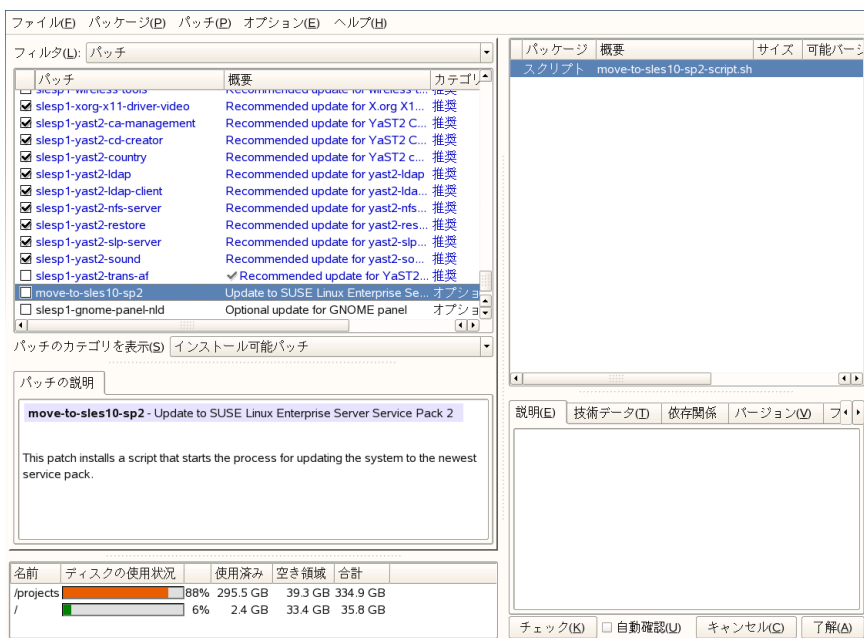 ファイル(F) パッケージ(P) パッチ(P) オプション(E) ヘルプ(H)
フィルタ(L): パッチ
パッチ 概要 カテゴリ
slesp1-wireless-tools Recommended update for wireless t... 推奨
slesp1-xorg-x11-driver-video Recommended update for X.org X1... 推奨
slesp1-yast2-ca-management Recommended update for YaST2 C... 推奨
slesp1-yast2-cd-creator Recommended update for YaST2 C... 推奨
slesp1-yast2-country Recommended update for YaST2 c... 推奨
slesp1-yast2-ldap Recommended update for yast2-ldap 推奨
slesp1-yast2-ldap-client Recommended update for yast2-lda... 推奨
slesp1-yast2-nfs-server Recommended update for yast2-nfs... 推奨
slesp1-yast2-restore Recommended update for yast2-res... 推奨
slesp1-yast2-slp-server Recommended update for yast2-slp... 推奨
slesp1-yast2-sound Recommended update for yast2-so... 推奨
slesp1-yast2-trans-af Recommended update for YaST2... 推奨
move-to-sles10-sp2 Update to SUSE Linux Enterprise Se... オプショ
slesp1-gnome-panel-nld Optional update for GNOME panel オプショ
パッチのカテゴリを表示(S) インストール可能パッチ
パッチの説明
move-to-sles10-sp2 - Update to SUSE Linux Enterprise Server Service Pack 2
This patch installs a script that starts the process for updating the system to the newest
service pack.
名前 ディスクの使用状況 使用済み 空き領域 合計
/projects 88% 295.5 GB 39.3 GB 334.9 GB
/ 6% 2.4 GB 33.4 GB 35.8 GB
パッケージ 概要 サイズ 可能バージ
スクリプト move-to-sles10-sp2-script.sh
説明(E) 技術データ(T) 依存関係 バージョン(V) フ
チェック(K) 自動確認(U) キャンセル(C) 了解(A)